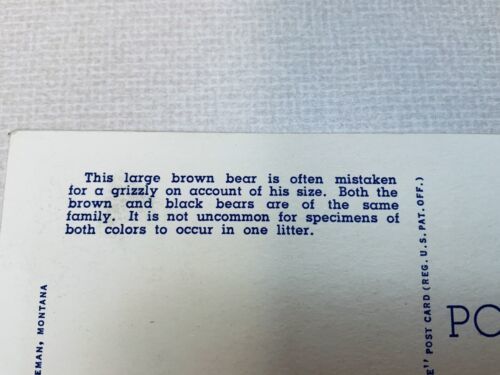 This large brown bear is often mistaken
for a grizzly on account of his size. Both the
brown and black bears are of the same
family. It is not uncommon for specimens of
both colors to occur in one litter.
EMAN, MONTANA
E" POST CARD (REG. U.S. PAT. OFF.)
PO